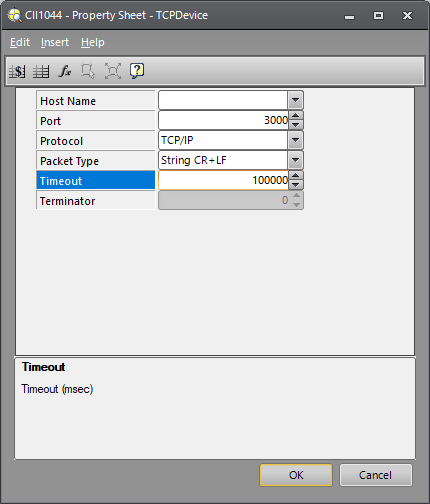 CII1044 - Property Sheet - TCPDevice
Edit Insert Help
$ fx ?
Host Name
Port 3000
Protocol TCP/IP
Packet Type String CR+LF
Timeout 100000
Terminator 0
Timeout
Timeout (msec)
OK Cancel